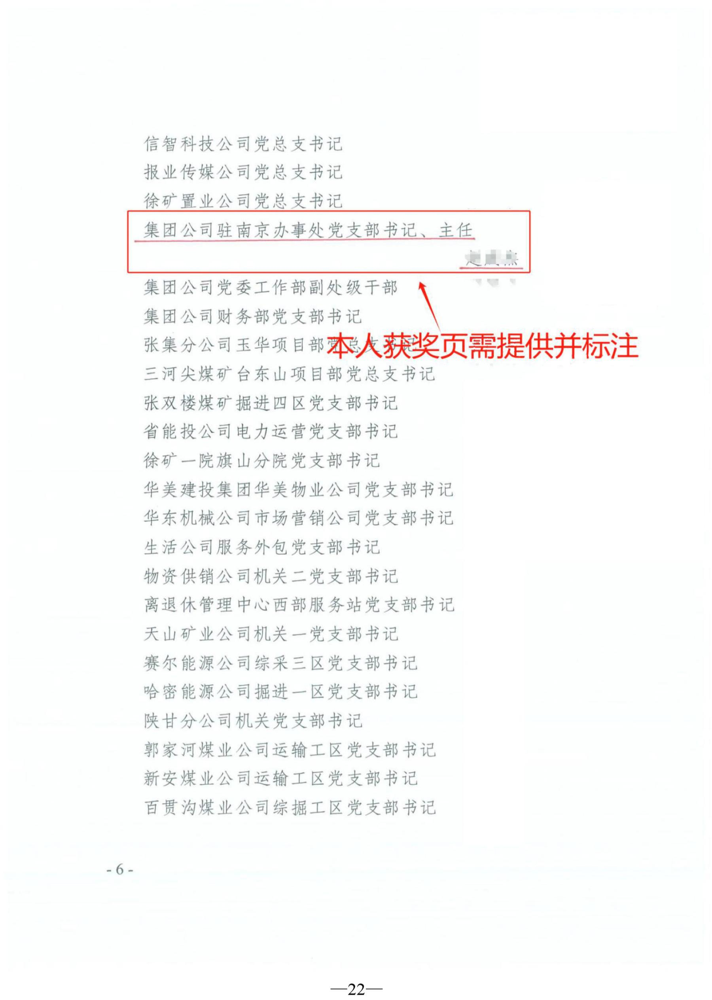 信智科技公司党总支书记
报业传媒公司党总支书记
徐矿置业公司党总支书记
集团公司驻南京办事处党支部书记、主任
集团公司党委工作部副处级干部
集团公司财务部党支部书记
张集分公司玉华项目部党总支书记
本人获奖页需提供并标注
三河尖煤矿台东山项目部党总支书记
张双楼煤矿掘进四区党支部书记
省能投公司电力运营党支部书记
徐矿一院旗山分院党支部书记
华美建投集团华美物业公司党支部书记
华东机械公司市场营销公司党支部书记
生活公司服务外包党支部书记
物资供销公司机关二党支部书记
离退休管理中心西部服务站党支部书记
天山矿业公司机关一党支部书记
赛尔能源公司综采三区党支部书记
哈密能源公司掘进一区党支部书记
陕甘分公司机关党支部书记
郭家河煤业公司运输工区党支部书记
新安煤业公司运输工区党支部书记
百贯沟煤业公司综掘工区党支部书记
-6-
—22—